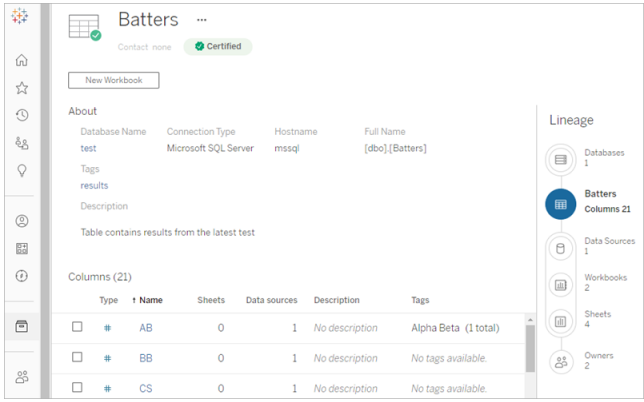 Batters ...
Contact none Certified
New Workbook
About
Database Name Connection Type Hostname Full Name
test Microsoft SQL Server mssql [dbo].[Batters]
Tags
results
Description
Table contains results from the latest test
Columns (21)
Type ↑ Name Sheets Data sources Description Tags
# AB 0 1 No description Alpha Beta (1 total)
# BB 0 1 No description No tags available.
# CS 0 1 No description No tags available.
Lineage
Databases
1
Batters
Columns 21
Data Sources
1
Workbooks
2
Sheets
4
Owners
2